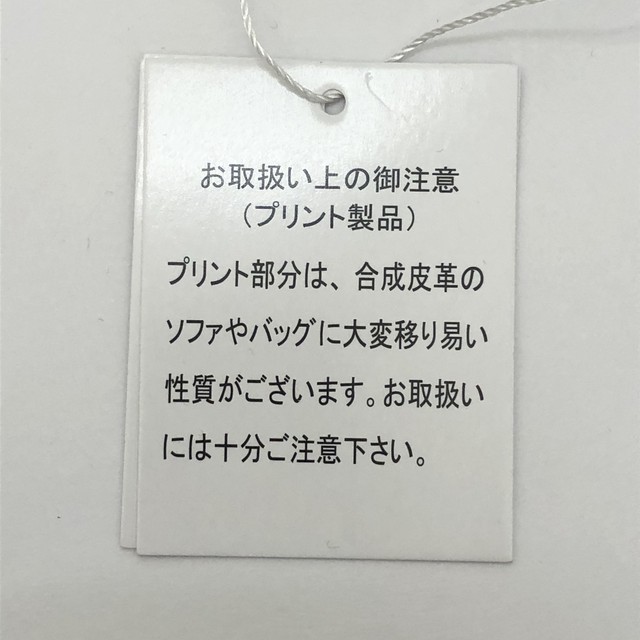 お取扱い上の御注意
（プリント製品）
プリント部分は、合成皮革の
ソファやバッグに大変移り易い
性質がございます。お取扱い
には十分ご注意下さい。